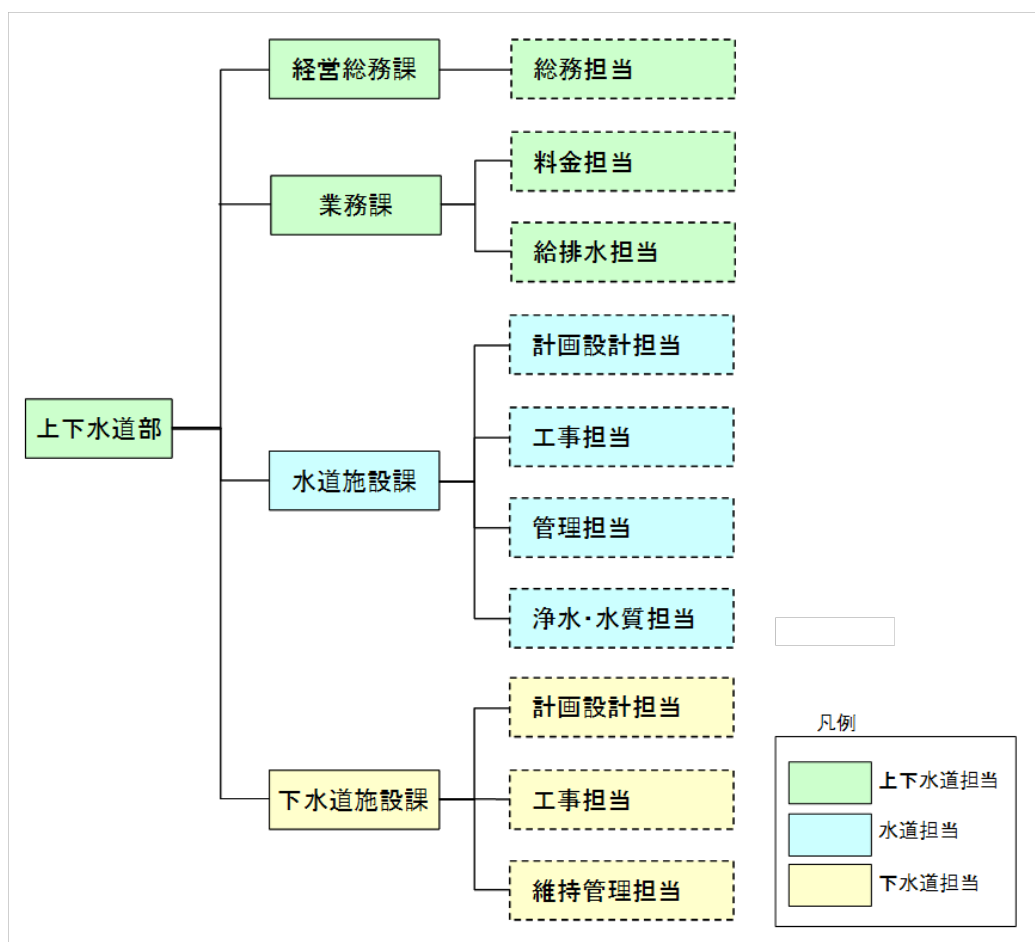 経営総務課
総務担当
料金担当
業務課
給排水担当
計画設計担当
上下水道部
工事担当
水道施設課
管理担当
浄水・水質担当
計画設計担当
下水道施設課
工事担当
維持管理担当
凡例
上下水道担当
水道担当
下水道担当